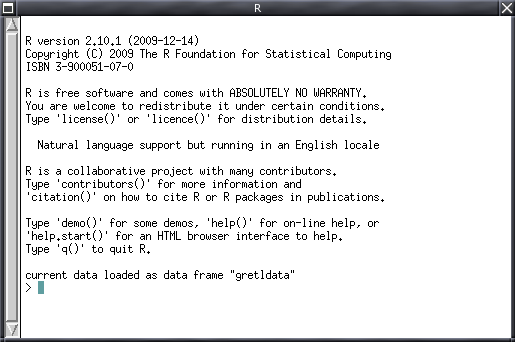 R
R version 2.10.1 (2009-12-14)
Copyright (C) 2009 The R Foundation for Statistical Computing
ISBN 3-900051-07-0
R is free software and comes with ABSOLUTELY NO WARRANTY.
You are welcome to redistribute it under certain conditions.
Type 'license()' or 'licence()' for distribution details.
Natural language support but running in an English locale
R is a collaborative project with many contributors.
Type 'contributors()' for more information and
'citation()' on how to cite R or R packages in publications.
Type 'demo()' for some demos, 'help()' for on-line help, or
'help.start()' for an HTML browser interface to help.
Type 'q()' to quit R.
current data loaded as data frame "gretldata"
>